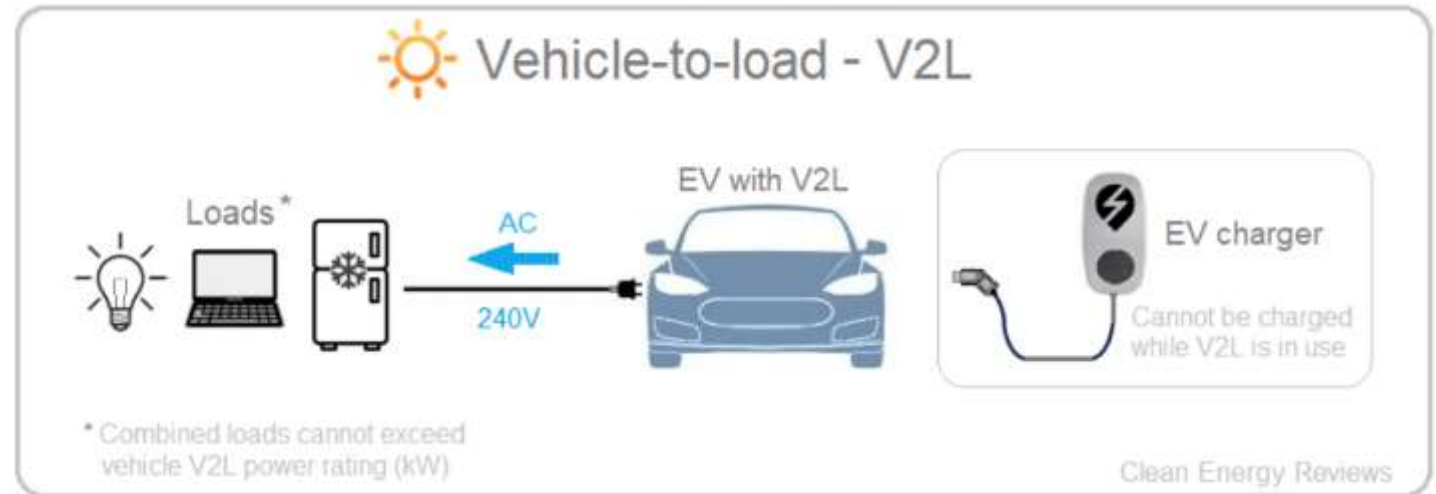 Vehicle-to-load - V2L
EV with V2L
Loads*
AC
240V
EV charger
Cannot be charged
while V2L is in use
* Combined loads cannot exceed
vehicle V2L power rating (kW)
Clean Energy Reviews